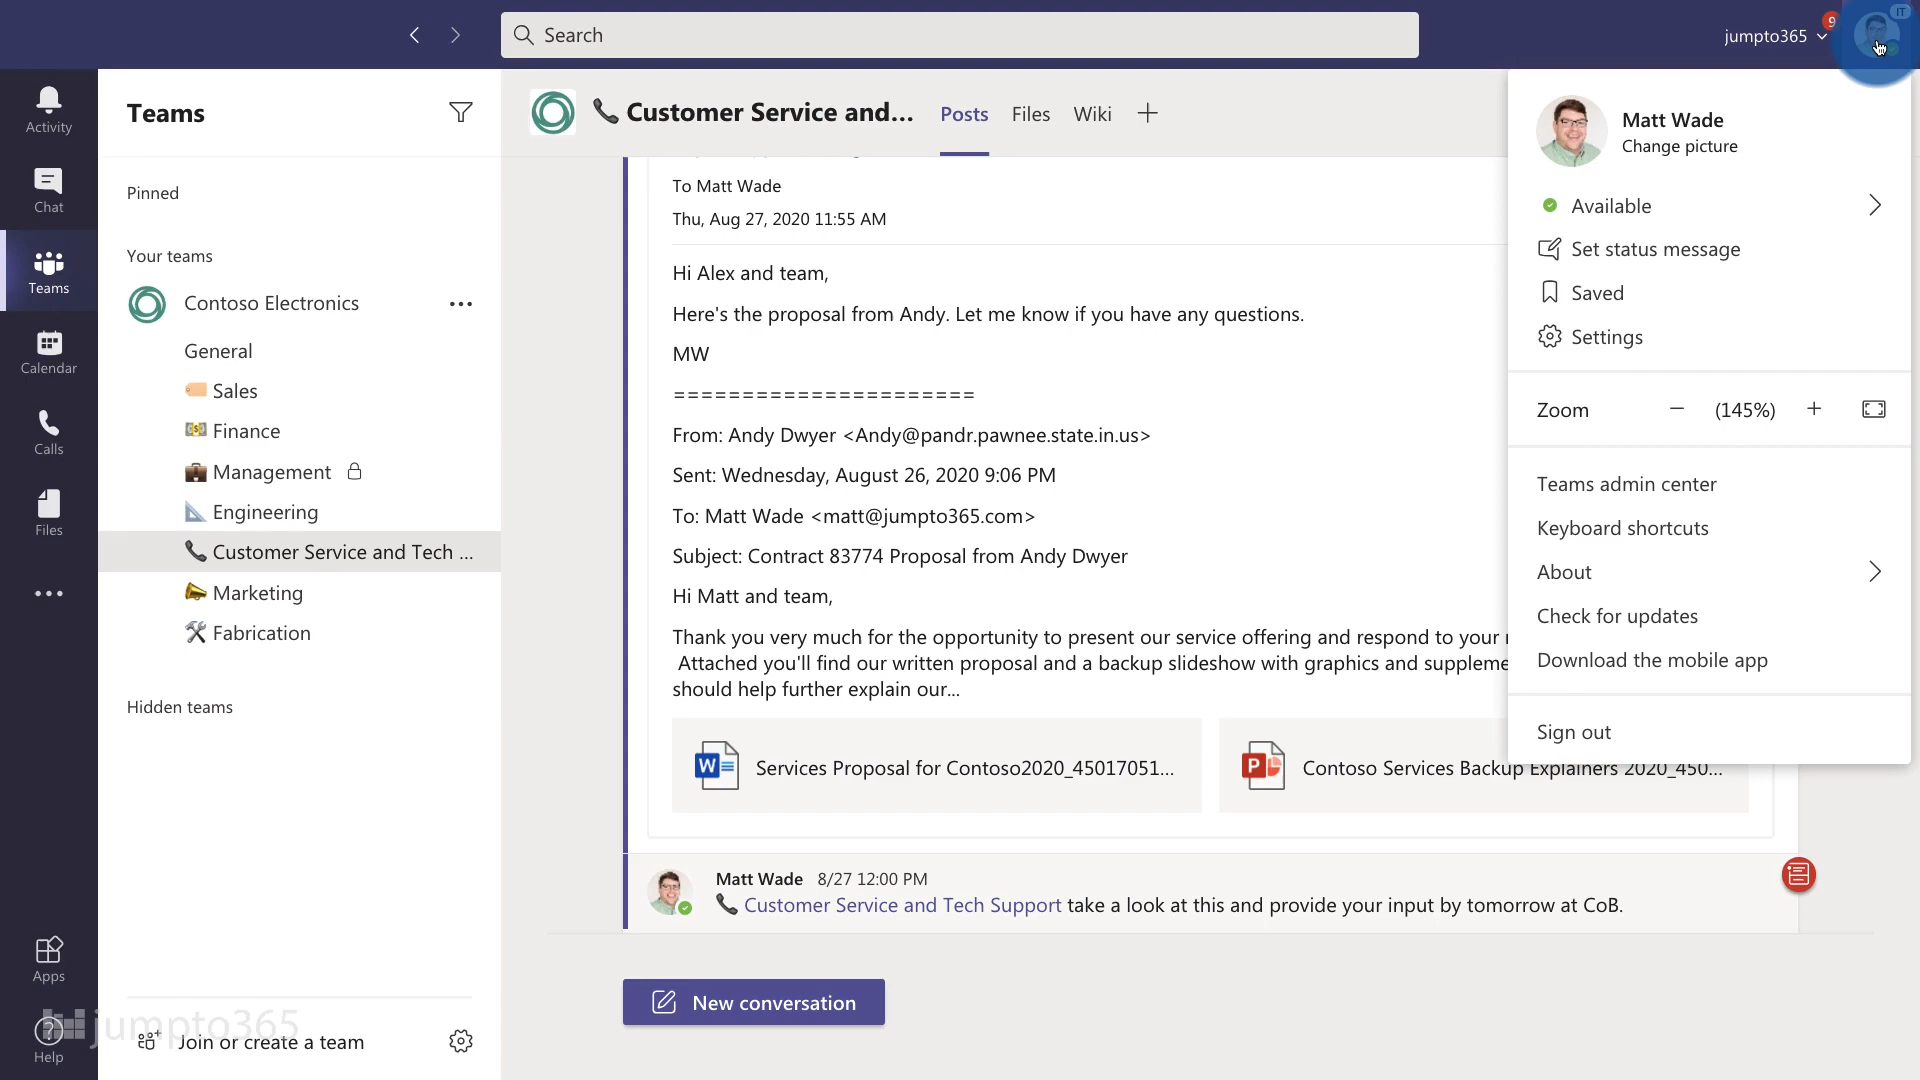 Search
jumpto365
9
IT
Activity
Chat
Teams
Calendar
Calls
Files
Apps
Help
Teams
Pinned
Your teams
Contoso Electronics
General
Sales
Finance
Management
Engineering
Customer Service and Tech ...
Marketing
Fabrication
Hidden teams
jumpto365
Join or create a team
Customer Service and...
Posts
Files
Wiki
To Matt Wade
Thu, Aug 27, 2020 11:55 AM
Hi Alex and team,
Here's the proposal from Andy. Let me know if you have any questions.
MW
======================
From: Andy Dwyer <Andy@pandr.pawnee.state.in.us>
Sent: Wednesday, August 26, 2020 9:06 PM
To: Matt Wade <matt@jumpto365.com>
Subject: Contract 83774 Proposal from Andy Dwyer
Hi Matt and team,
Thank you very much for the opportunity to present our service offering and respond to your
Attached you'll find our written proposal and a backup slideshow with graphics and suppleme
should help further explain our...
Services Proposal for Contoso2020_45017051...
Contoso Services Backup Explainers 2020_450...
Matt Wade 8/27 12:00 PM
Customer Service and Tech Support take a look at this and provide your input by tomorrow at CoB.
New conversation
Matt Wade
Change picture
Available
Set status message
Saved
Settings
Zoom − (145%) +
Teams admin center
Keyboard shortcuts
About
Check for updates
Download the mobile app
Sign out